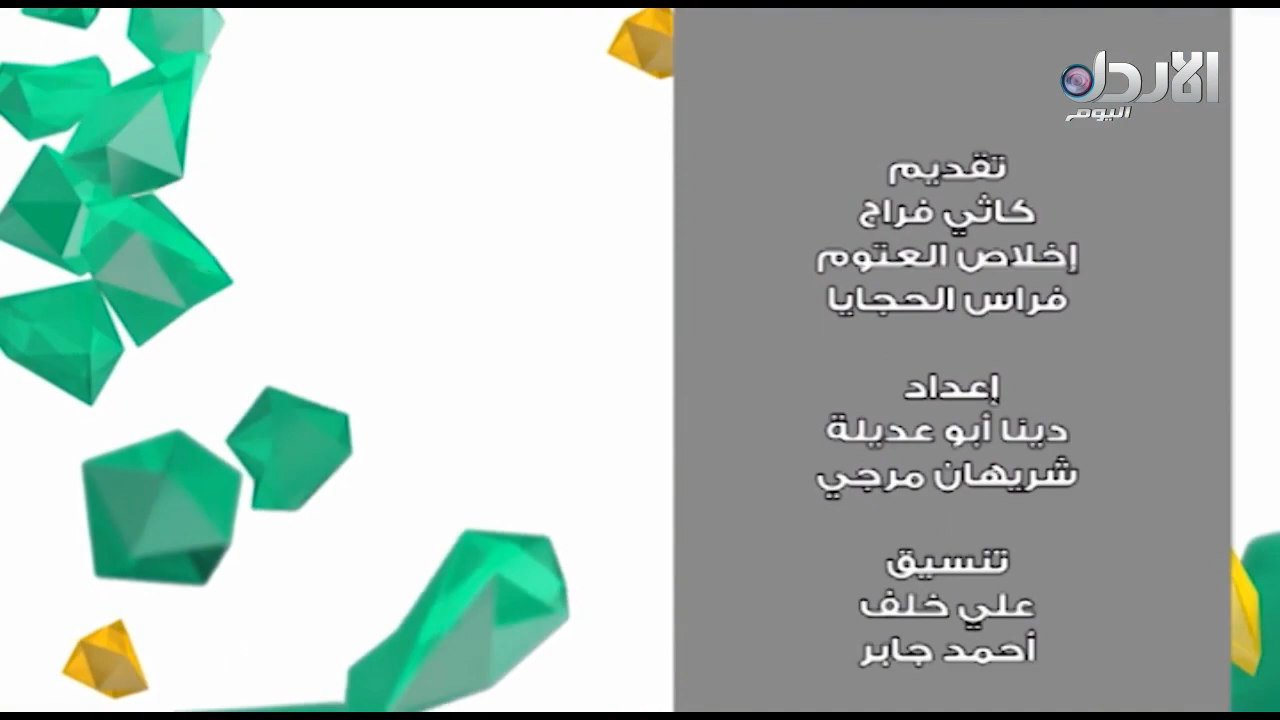 الأردن
اليوم
تقديم
كاثي فراج
إخلاص العتوم
فراس الحجايا
إعداد
دينا أبو عديلة
شريهان مرجي
تنسيق
علي خلف
أحمد جابر